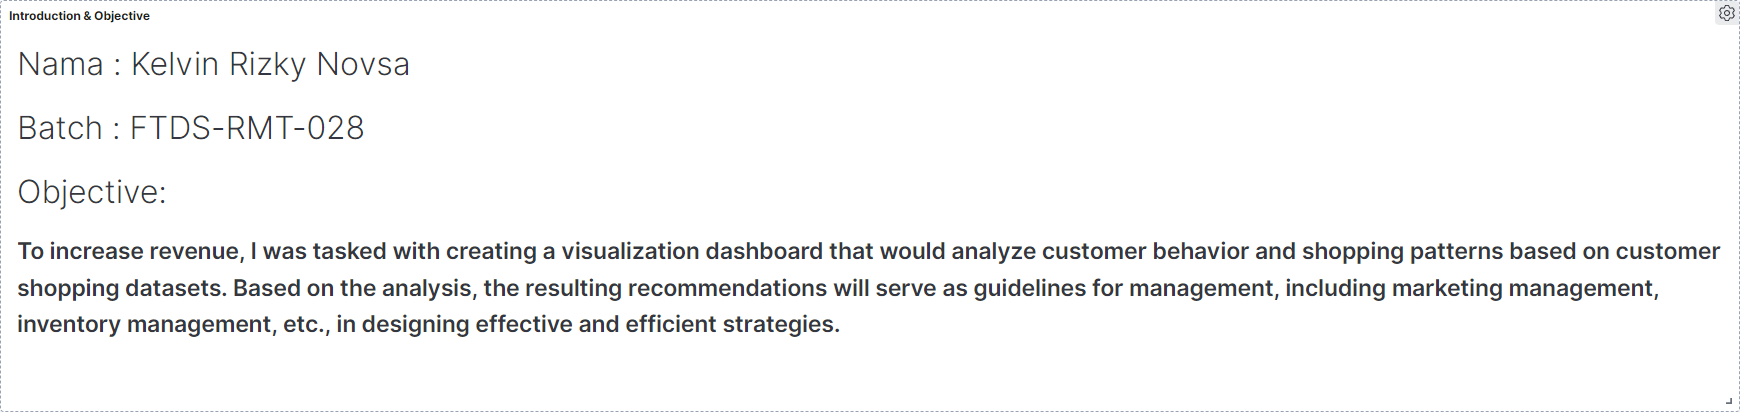 Introduction & Objective
Nama : Kelvin Rizky Novsa
Batch : FTDS-RMT-028
Objective:
To increase revenue, I was tasked with creating a visualization dashboard that would analyze customer behavior and shopping patterns based on customer
shopping datasets. Based on the analysis, the resulting recommendations will serve as guidelines for management, including marketing management,
inventory management, etc., in designing effective and efficient strategies.